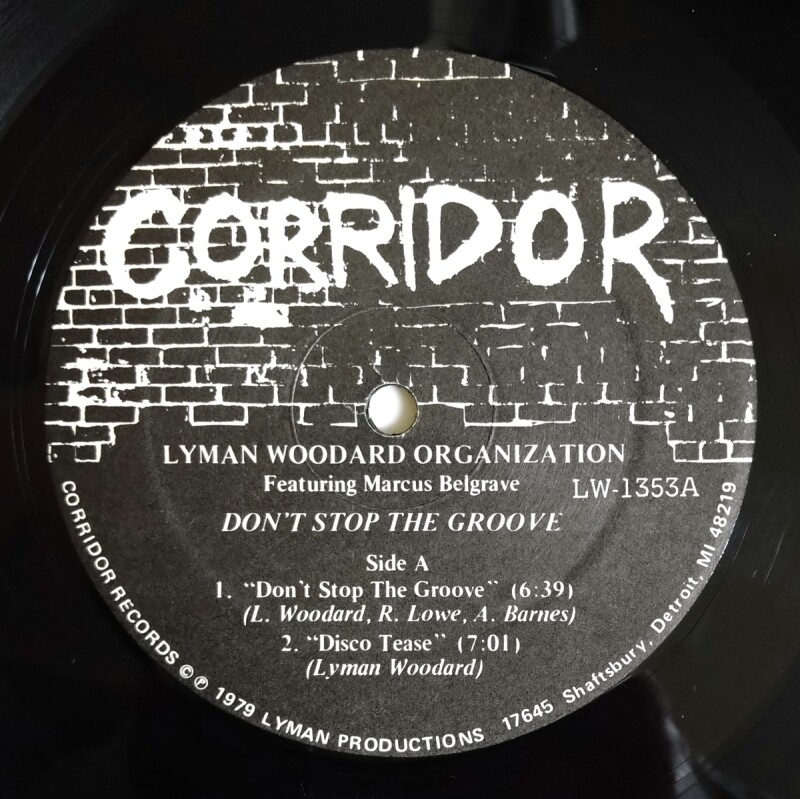 CORRIDOR
LYMAN WOODARD ORGANIZATION
Featuring Marcus Belgrave
LW-1353A
DON'T STOP THE GROOVE
Side A
1. "Don't Stop The Groove" (6:39)
(L. Woodard, R. Lowe, A. Barnes)
2. "Disco Tease" (7:01)
(Lyman Woodard)
CORRIDOR RECORDS © ℗ 1979 LYMAN PRODUCTIONS 17645 Shaftsbury, Detroit, MI 48219